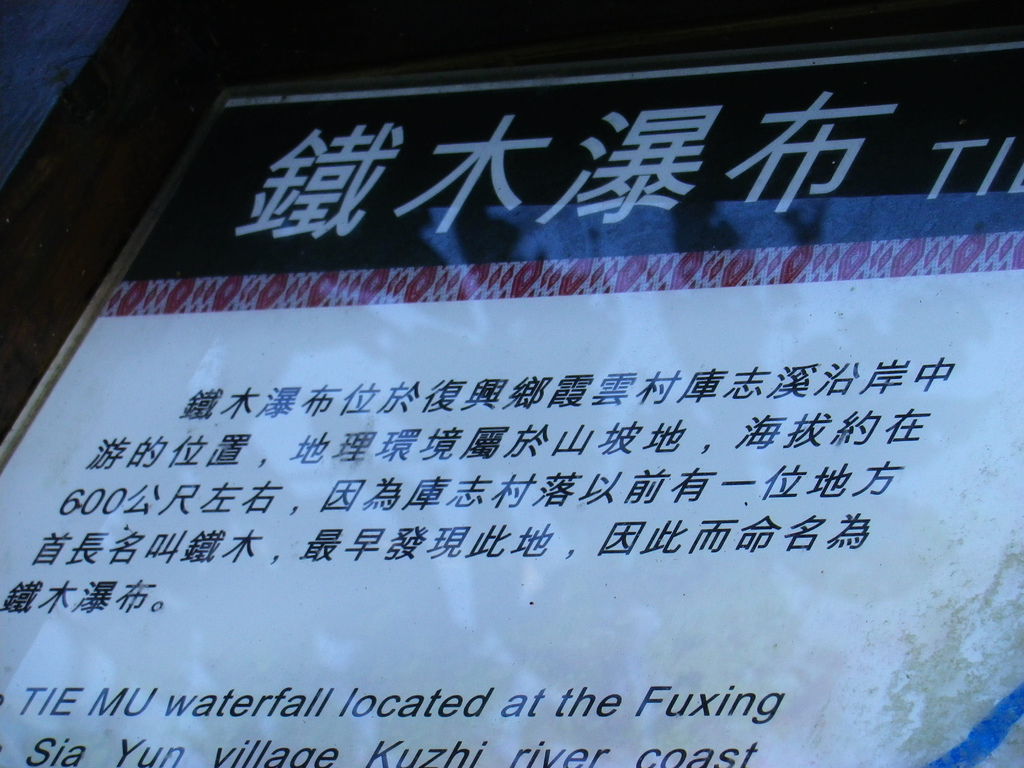 鐵木瀑布 TIE
鐵木瀑布位於復興鄉霞雲村庫志溪沿岸中
游的位置，地理環境屬於山坡地，海拔約在
600公尺左右，因為庫志村落以前有一位地方
首長名叫鐵木，最早發現此地，因此而命名為
鐵木瀑布。
TIE MU waterfall located at the Fuxing
Sia Yun village Kuzhi river coast